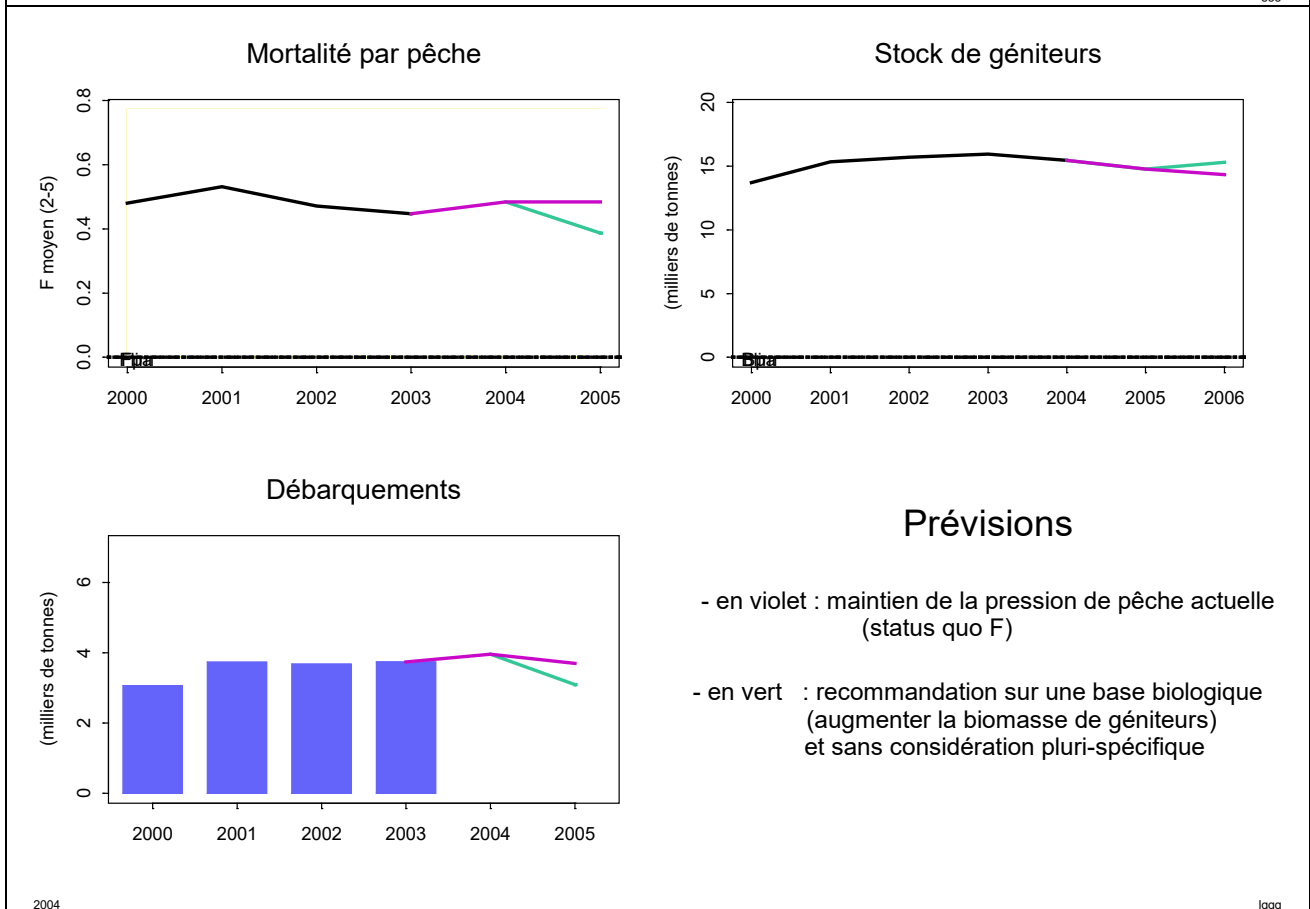 Mortalité par pêche
F moyen (2-5)
0.0 0.2 0.4 0.6 0.8
2000 2001 2002 2003 2004 2005
Stock de géniteurs
(milliers de tonnes)
0 5 10 15 20
2000 2001 2002 2003 2004 2005 2006
Débarquements
(milliers de tonnes)
0 2 4 6
2000 2001 2002 2003 2004 2005
Prévisions
- en violet : maintien de la pression de pêche actuelle
(status quo F)
- en vert : recommandation sur une base biologique
(augmenter la biomasse de géniteurs)
et sans considération pluri-spécifique
2004